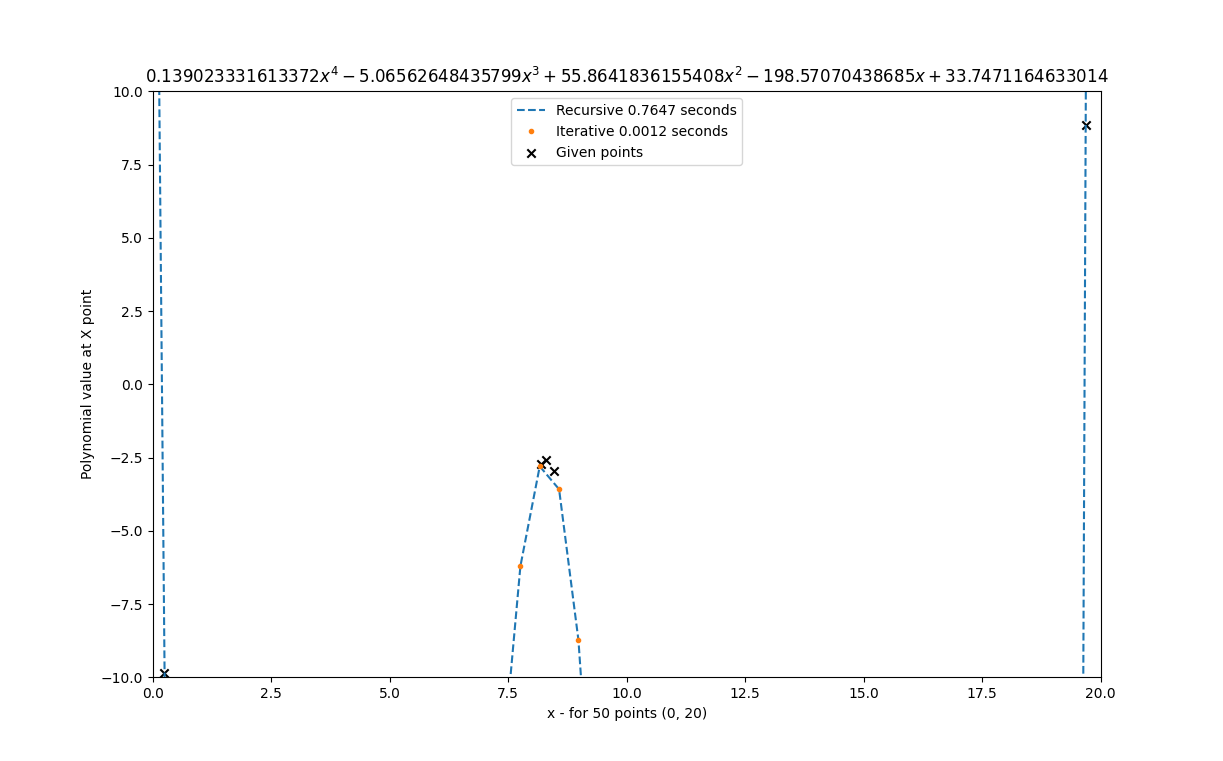 0.139023331613372x⁴ − 5.06562648435799x³ + 55.8641836155408x² − 198.57070438685x + 33.7471164633014
10.0
7.5
5.0
2.5
0.0
−2.5
−5.0
−7.5
−10.0
Polynomial value at X point
Recursive 0.7647 seconds
Iterative 0.0012 seconds
Given points
0.0 2.5 5.0 7.5 10.0 12.5 15.0 17.5 20.0
x - for 50 points (0, 20)